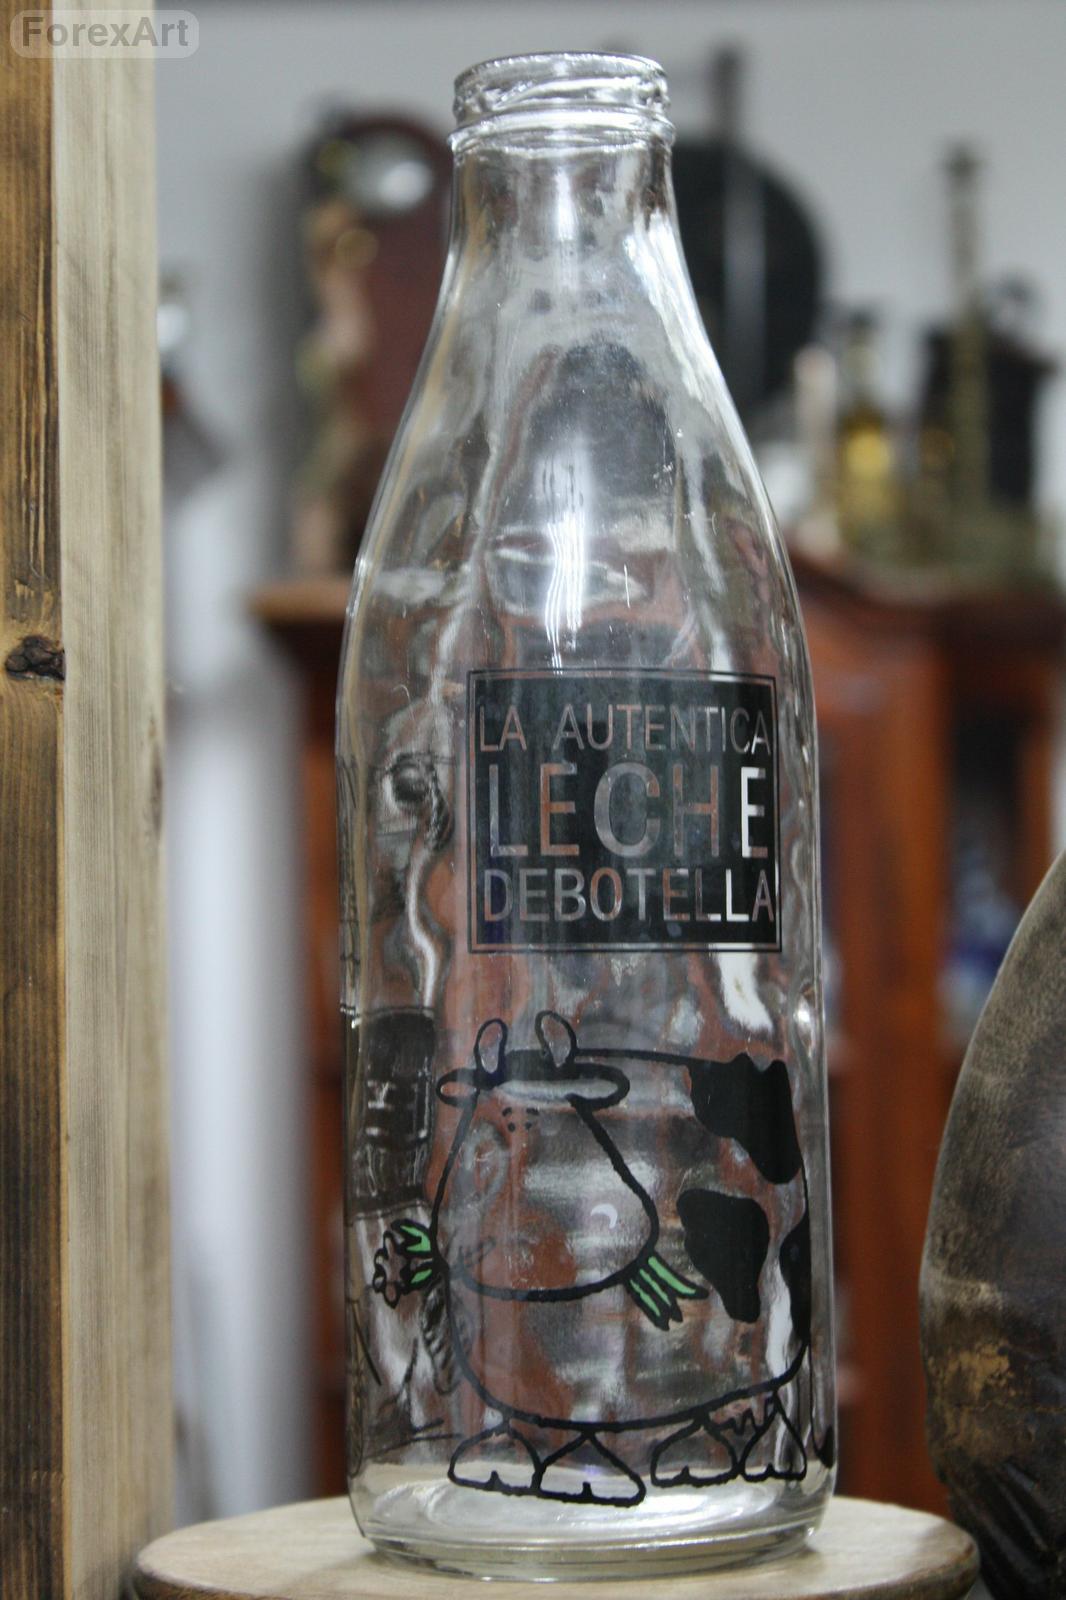 ForexArt
LA AUTENTICA
LECHE
DEBOTELLA